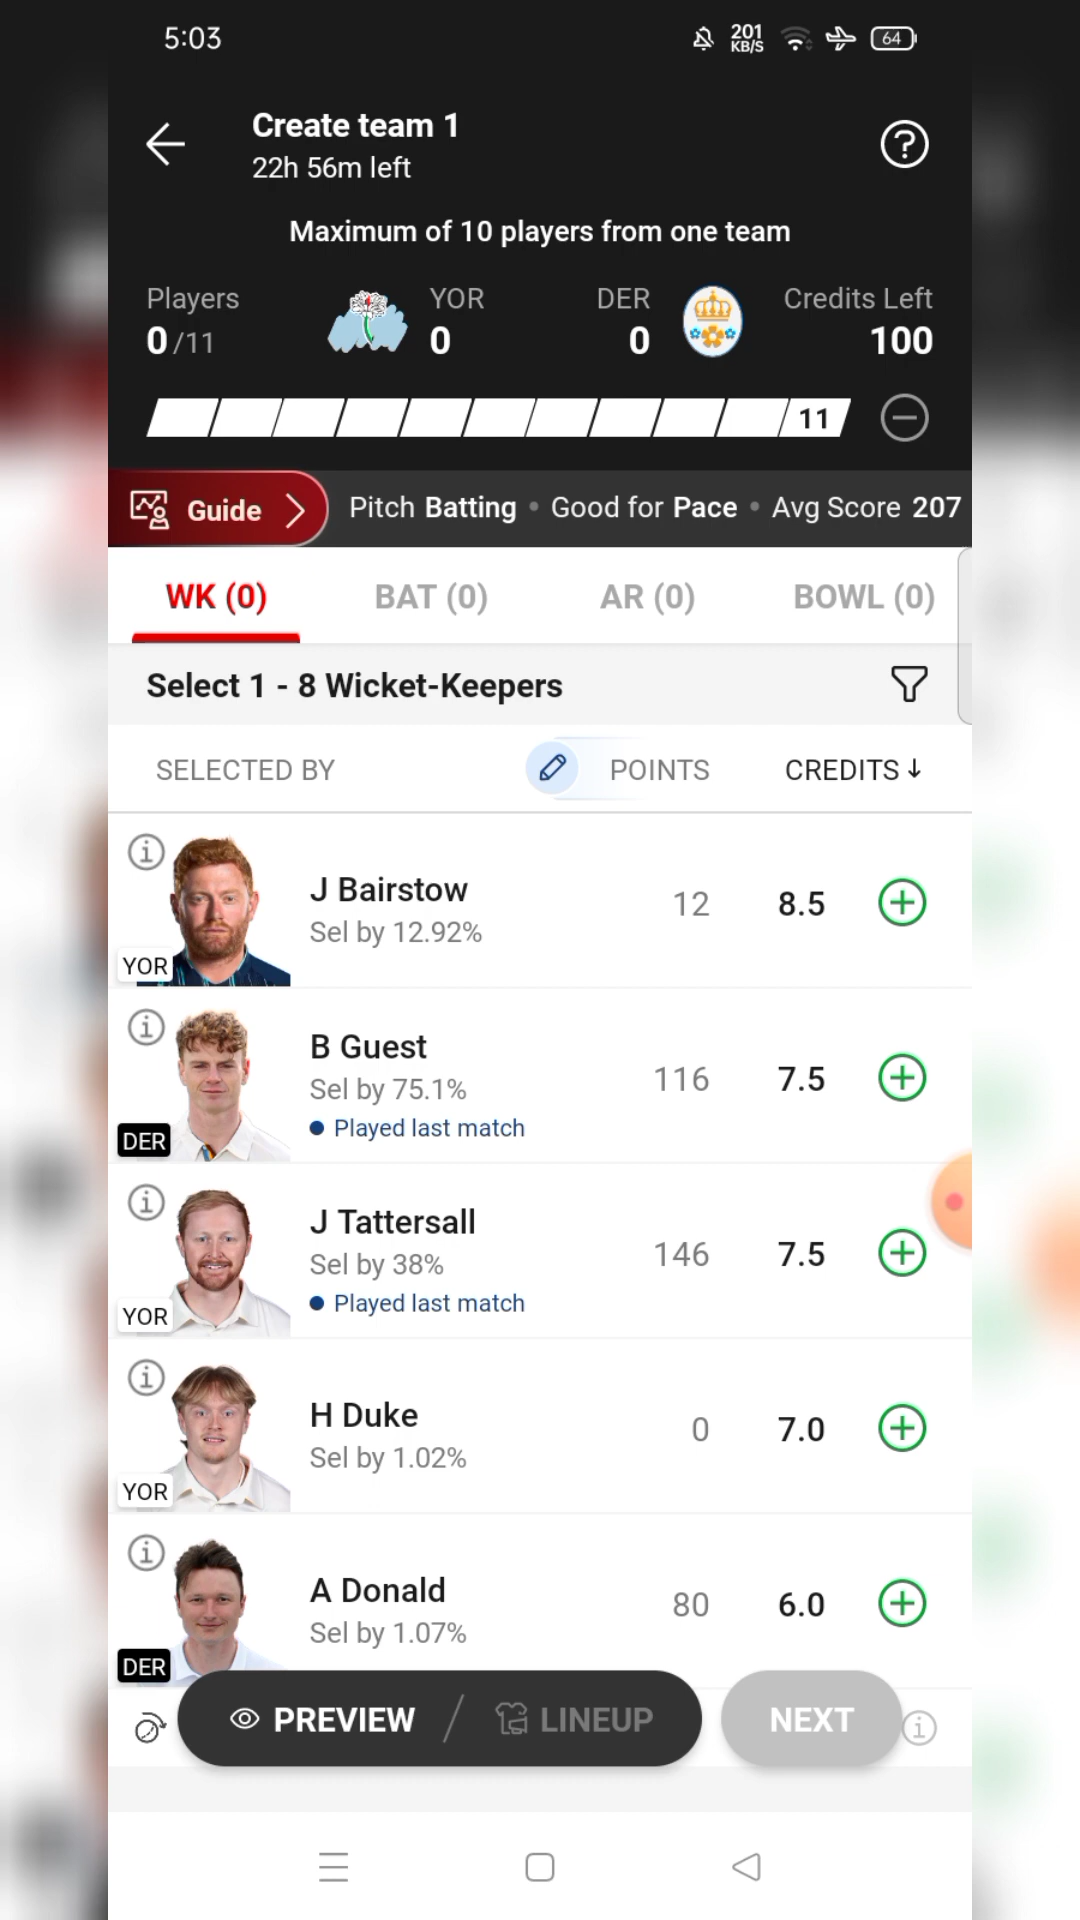 5:03
201 KB/S
64
Create team 1
22h 56m left
Maximum of 10 players from one team
Players YOR DER Credits Left
0/11 0 0 100
11
Guide Pitch Batting • Good for Pace • Avg Score 207
WK (0) BAT (0) AR (0) BOWL (0)
Select 1 - 8 Wicket-Keepers
SELECTED BY POINTS CREDITS ↓
J Bairstow 12 8.5
Sel by 12.92%
YOR
B Guest 116 7.5
Sel by 75.1%
Played last match
DER
J Tattersall 146 7.5
Sel by 38%
Played last match
YOR
H Duke 0 7.0
Sel by 1.02%
YOR
A Donald 80 6.0
Sel by 1.07%
DER
PREVIEW / LINEUP NEXT